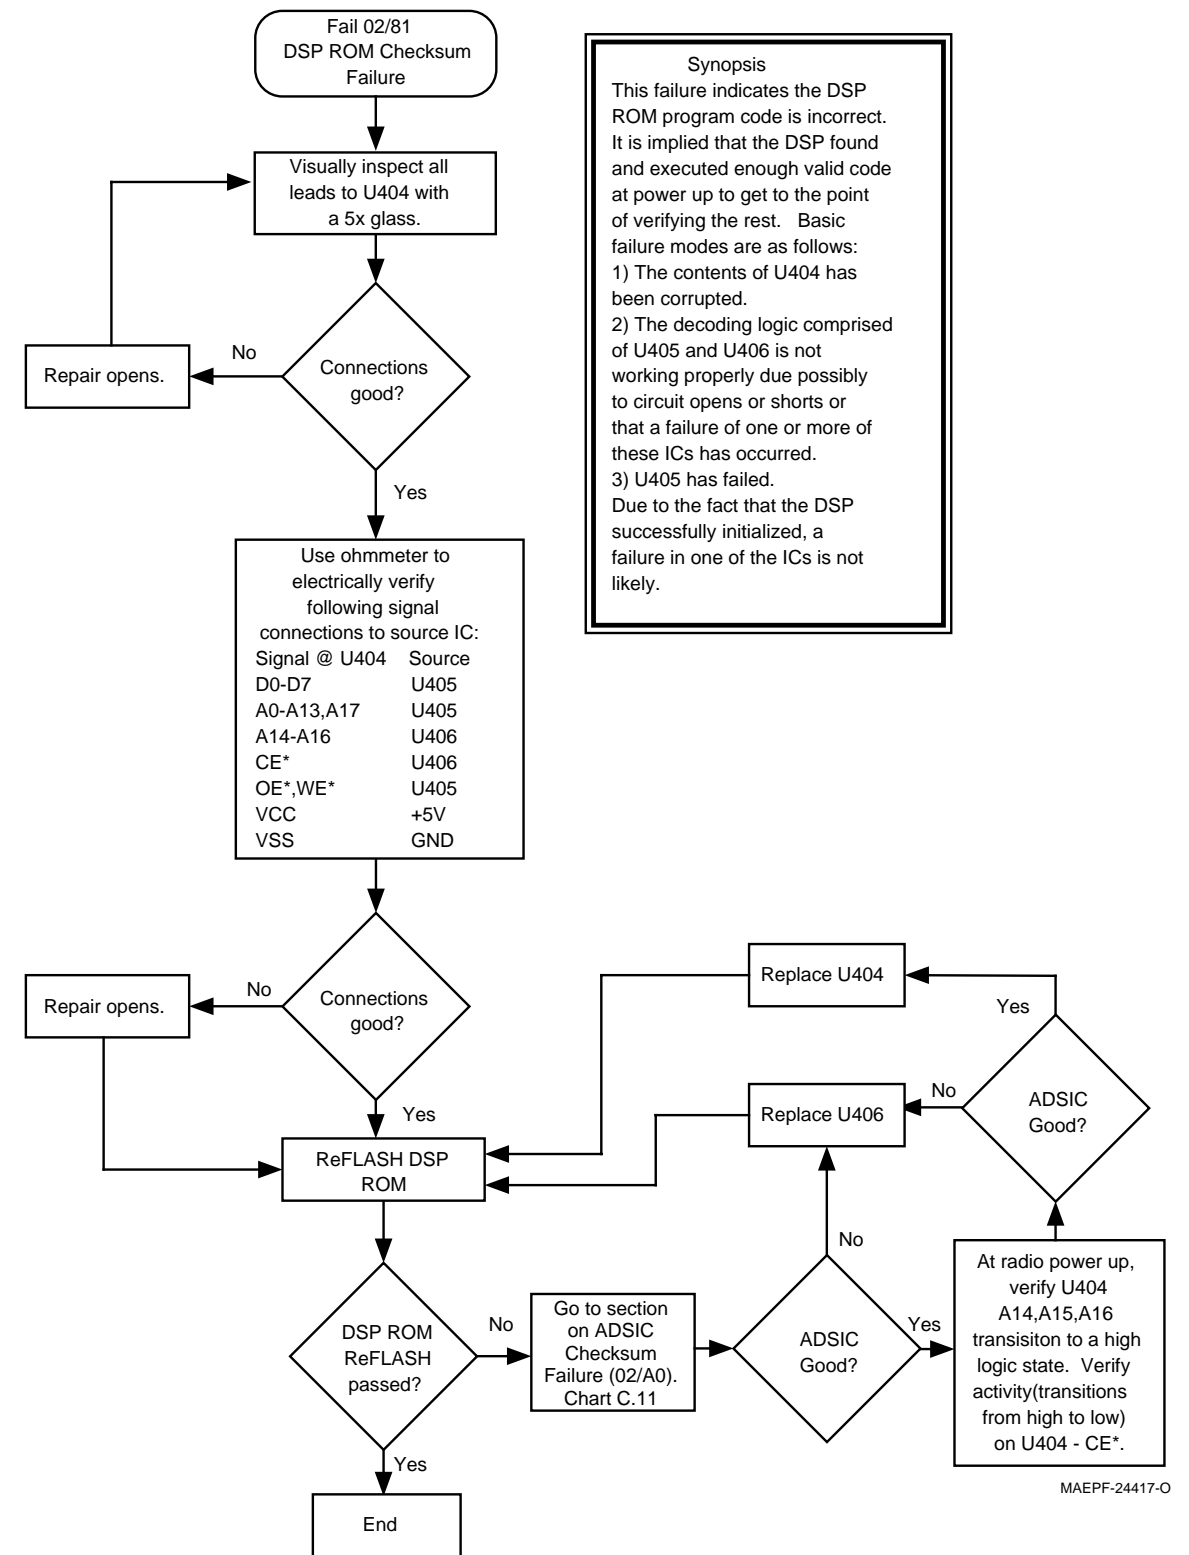 Fail 02/81
DSP ROM Checksum
Failure
Synopsis
This failure indicates the DSP
ROM program code is incorrect.
It is implied that the DSP found
and executed enough valid code
at power up to get to the point
of verifying the rest. Basic
failure modes are as follows:
1) The contents of U404 has
been corrupted.
2) The decoding logic comprised
of U405 and U406 is not
working properly due possibly
to circuit opens or shorts or
that a failure of one or more of
these ICs has occurred.
3) U405 has failed.
Due to the fact that the DSP
successfully initialized, a
failure in one of the ICs is not
likely.
Visually inspect all
leads to U404 with
a 5x glass.
Connections
good?
No
Repair opens.
Yes
Use ohmmeter to
electrically verify
following signal
connections to source IC:
Signal @ U404 Source
D0-D7 U405
A0-A13,A17 U405
A14-A16 U406
CE* U406
OE*,WE* U405
VCC +5V
VSS GND
Connections
good?
No
Repair opens.
Yes
ReFLASH DSP
ROM
DSP ROM
ReFLASH
passed?
No
Go to section
on ADSIC
Checksum
Failure (02/A0).
Chart C.11
ADSIC
Good?
No
Replace U406
Yes
At radio power up,
verify U404
A14,A15,A16
transisiton to a high
logic state. Verify
activity(transitions
from high to low)
on U404 - CE*.
ADSIC
Good?
No
Yes
Replace U404
Yes
End
MAEPF-24417-O